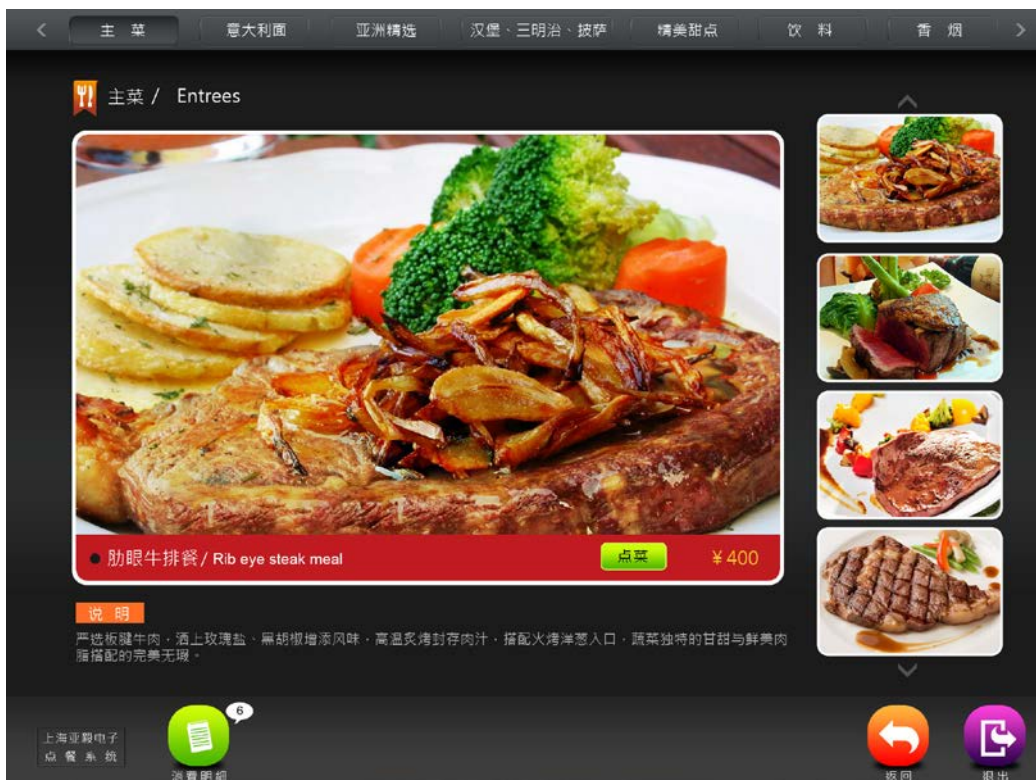 主菜
意大利面
亚洲精选
汉堡、三明治、披萨
精美甜点
饮料
香烟
主菜 / Entrees
肋眼牛排餐 / Rib eye steak meal
点菜
¥400
说明
严选板腱牛肉，洒上玫瑰盐、黑胡椒增添风味，高温炙烤封存肉汁，搭配火烤洋葱入口，蔬菜独特的甘甜与鲜美肉
脂搭配的完美无瑕。
6
上海亚毅电子
点餐系统
消费明细
返回
退出